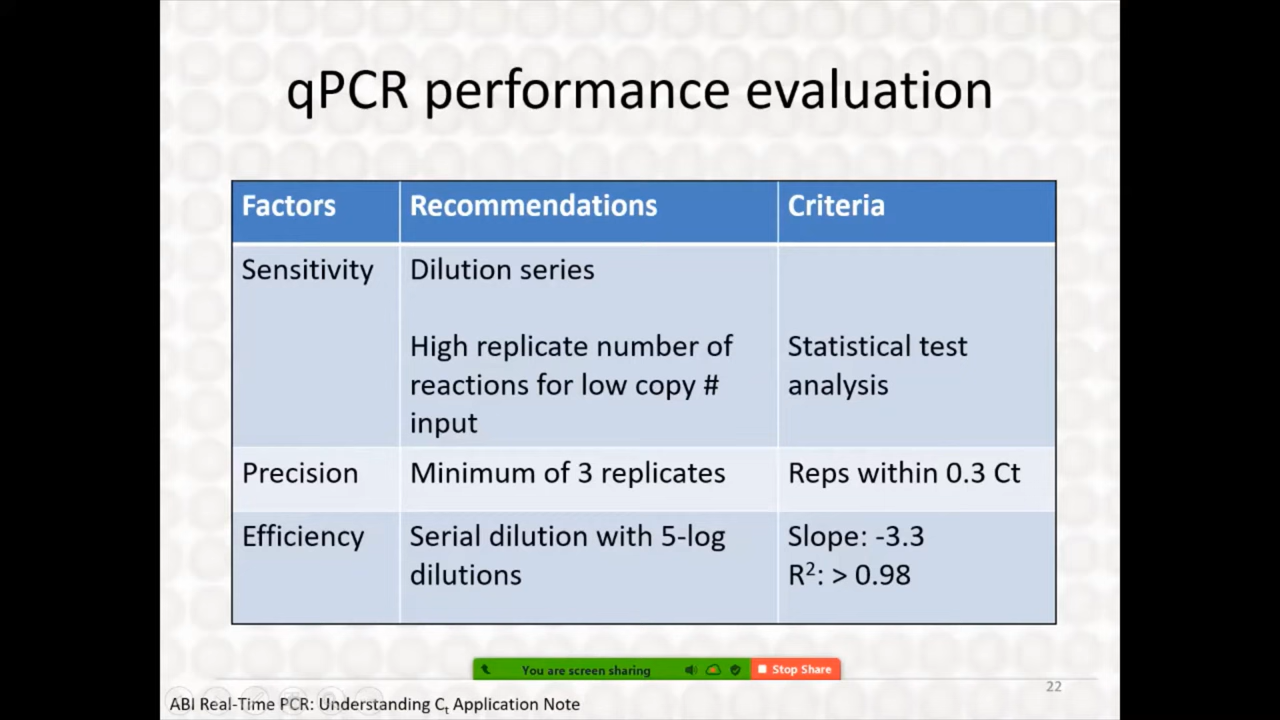 qPCR performance evaluation
Factors
Recommendations
Criteria
Sensitivity
Dilution series
High replicate number of
reactions for low copy #
input
Statistical test
analysis
Precision
Minimum of 3 replicates
Reps within 0.3 Ct
Efficiency
Serial dilution with 5-log
dilutions
Slope: -3.3
R²: > 0.98
You are screen sharing
Stop Share
22
ABI Real-Time PCR: Understanding Ct Application Note